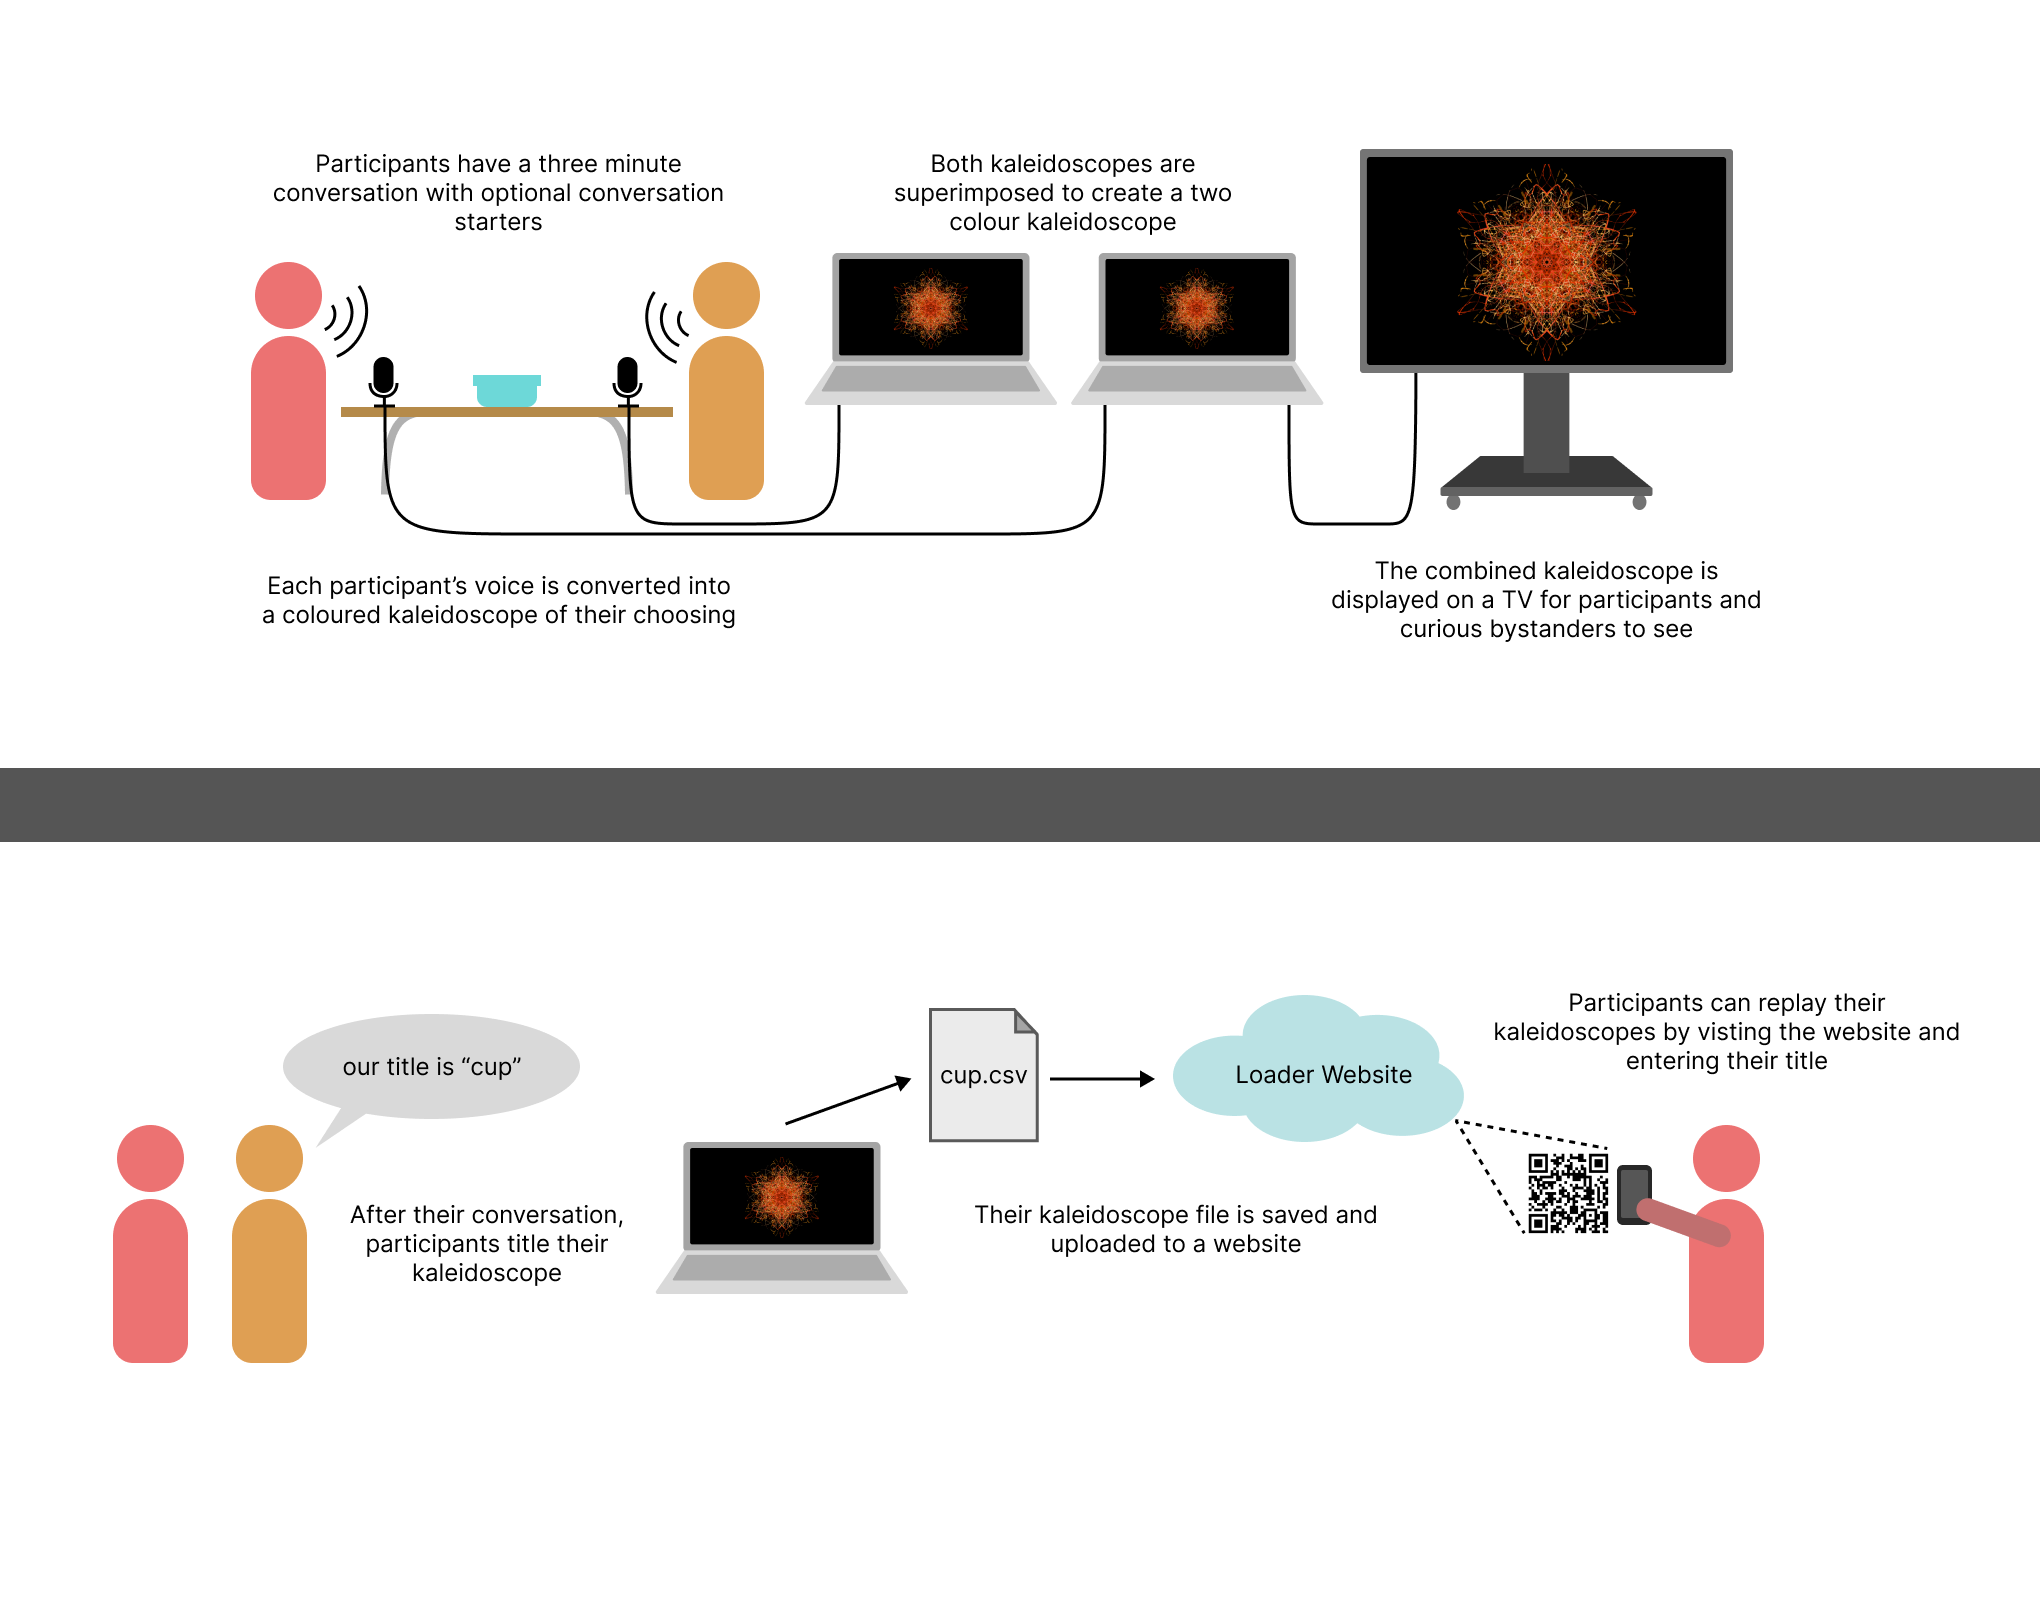 Participants have a three minute
conversation with optional conversation
starters
Both kaleidoscopes are
superimposed to create a two
colour kaleidoscope
Each participant’s voice is converted into
a coloured kaleidoscope of their choosing
The combined kaleidoscope is
displayed on a TV for participants and
curious bystanders to see
our title is “cup”
After their conversation,
participants title their
kaleidoscope
cup.csv
Their kaleidoscope file is saved and
uploaded to a website
Loader Website
Participants can replay their
kaleidoscopes by visting the website and
entering their title